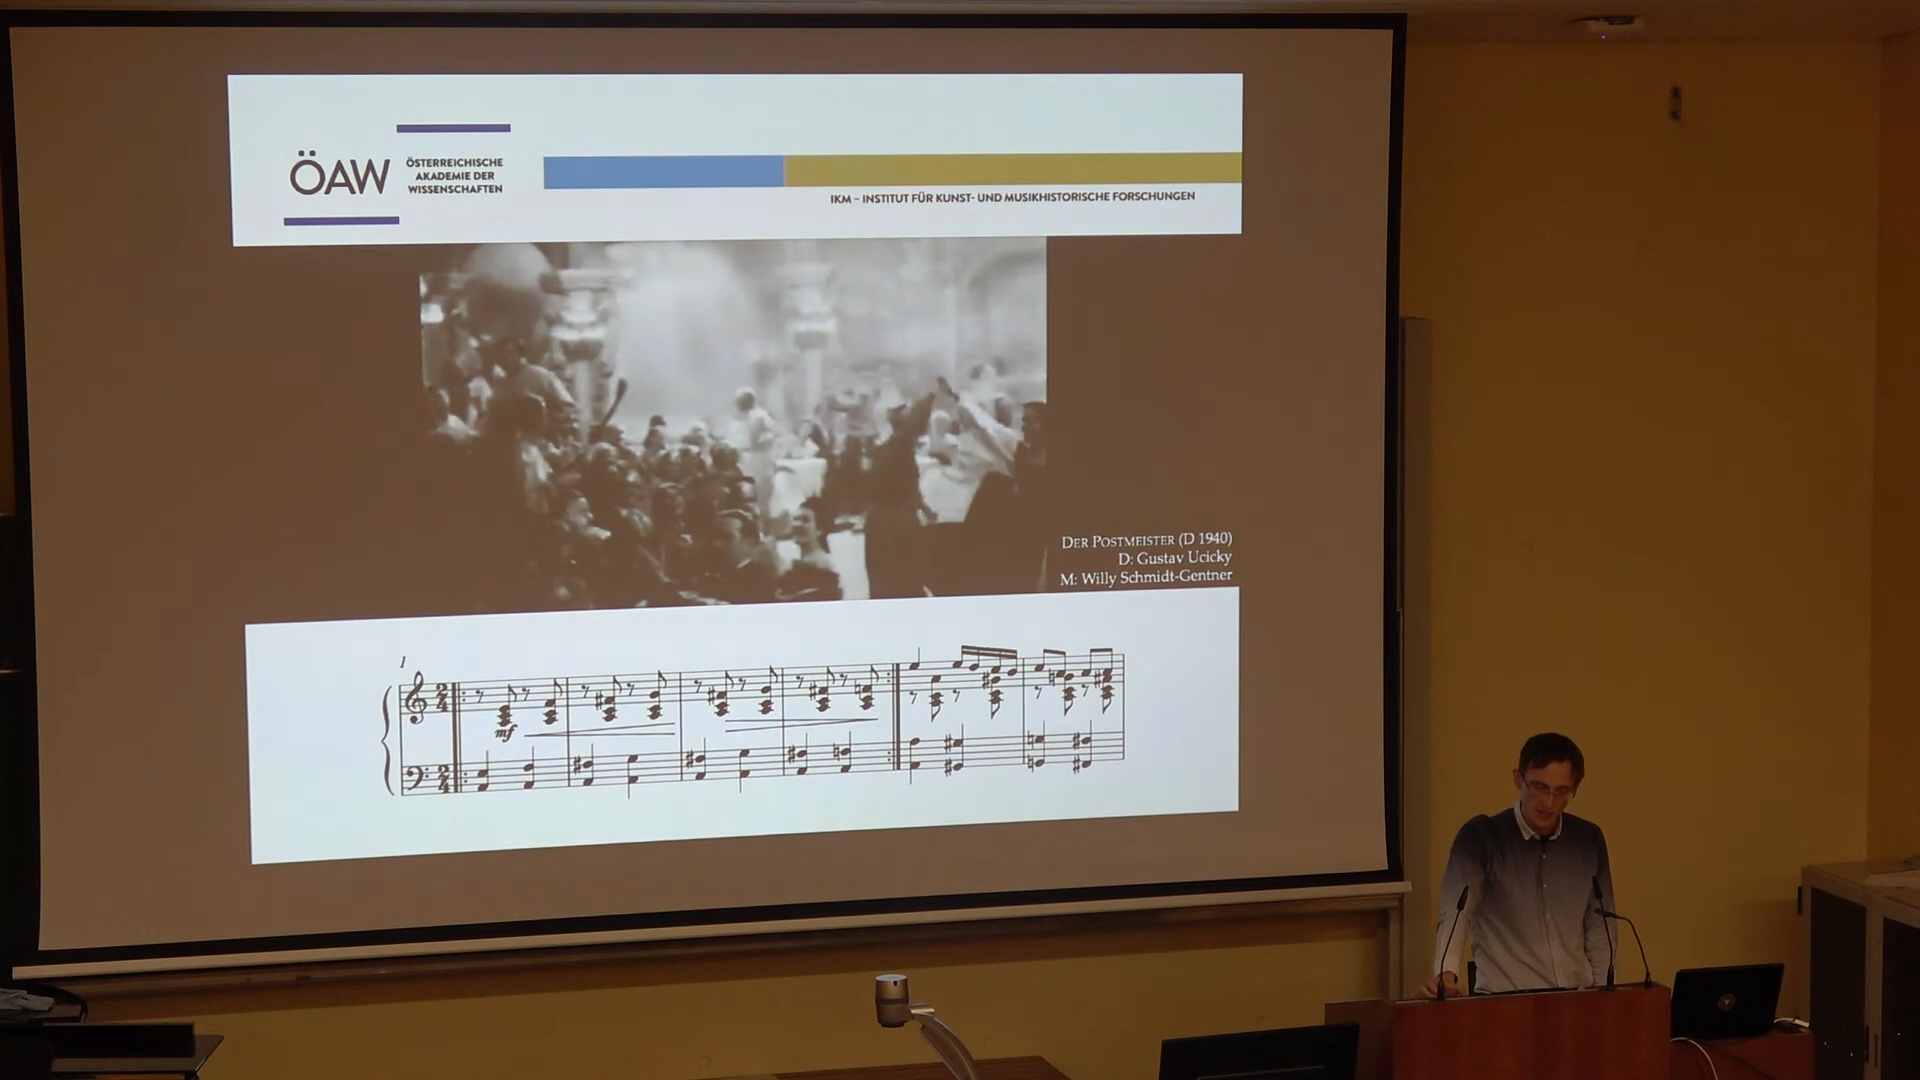 ÖAW
ÖSTERREICHISCHE
AKADEMIE DER
WISSENSCHAFTEN
IKM – INSTITUT FÜR KUNST- UND MUSIKHISTORISCHE FORSCHUNGEN
DER POSTMEISTER (D 1940)
D: Gustav Ucicky
M: Willy Schmidt-Gentner
1
mf